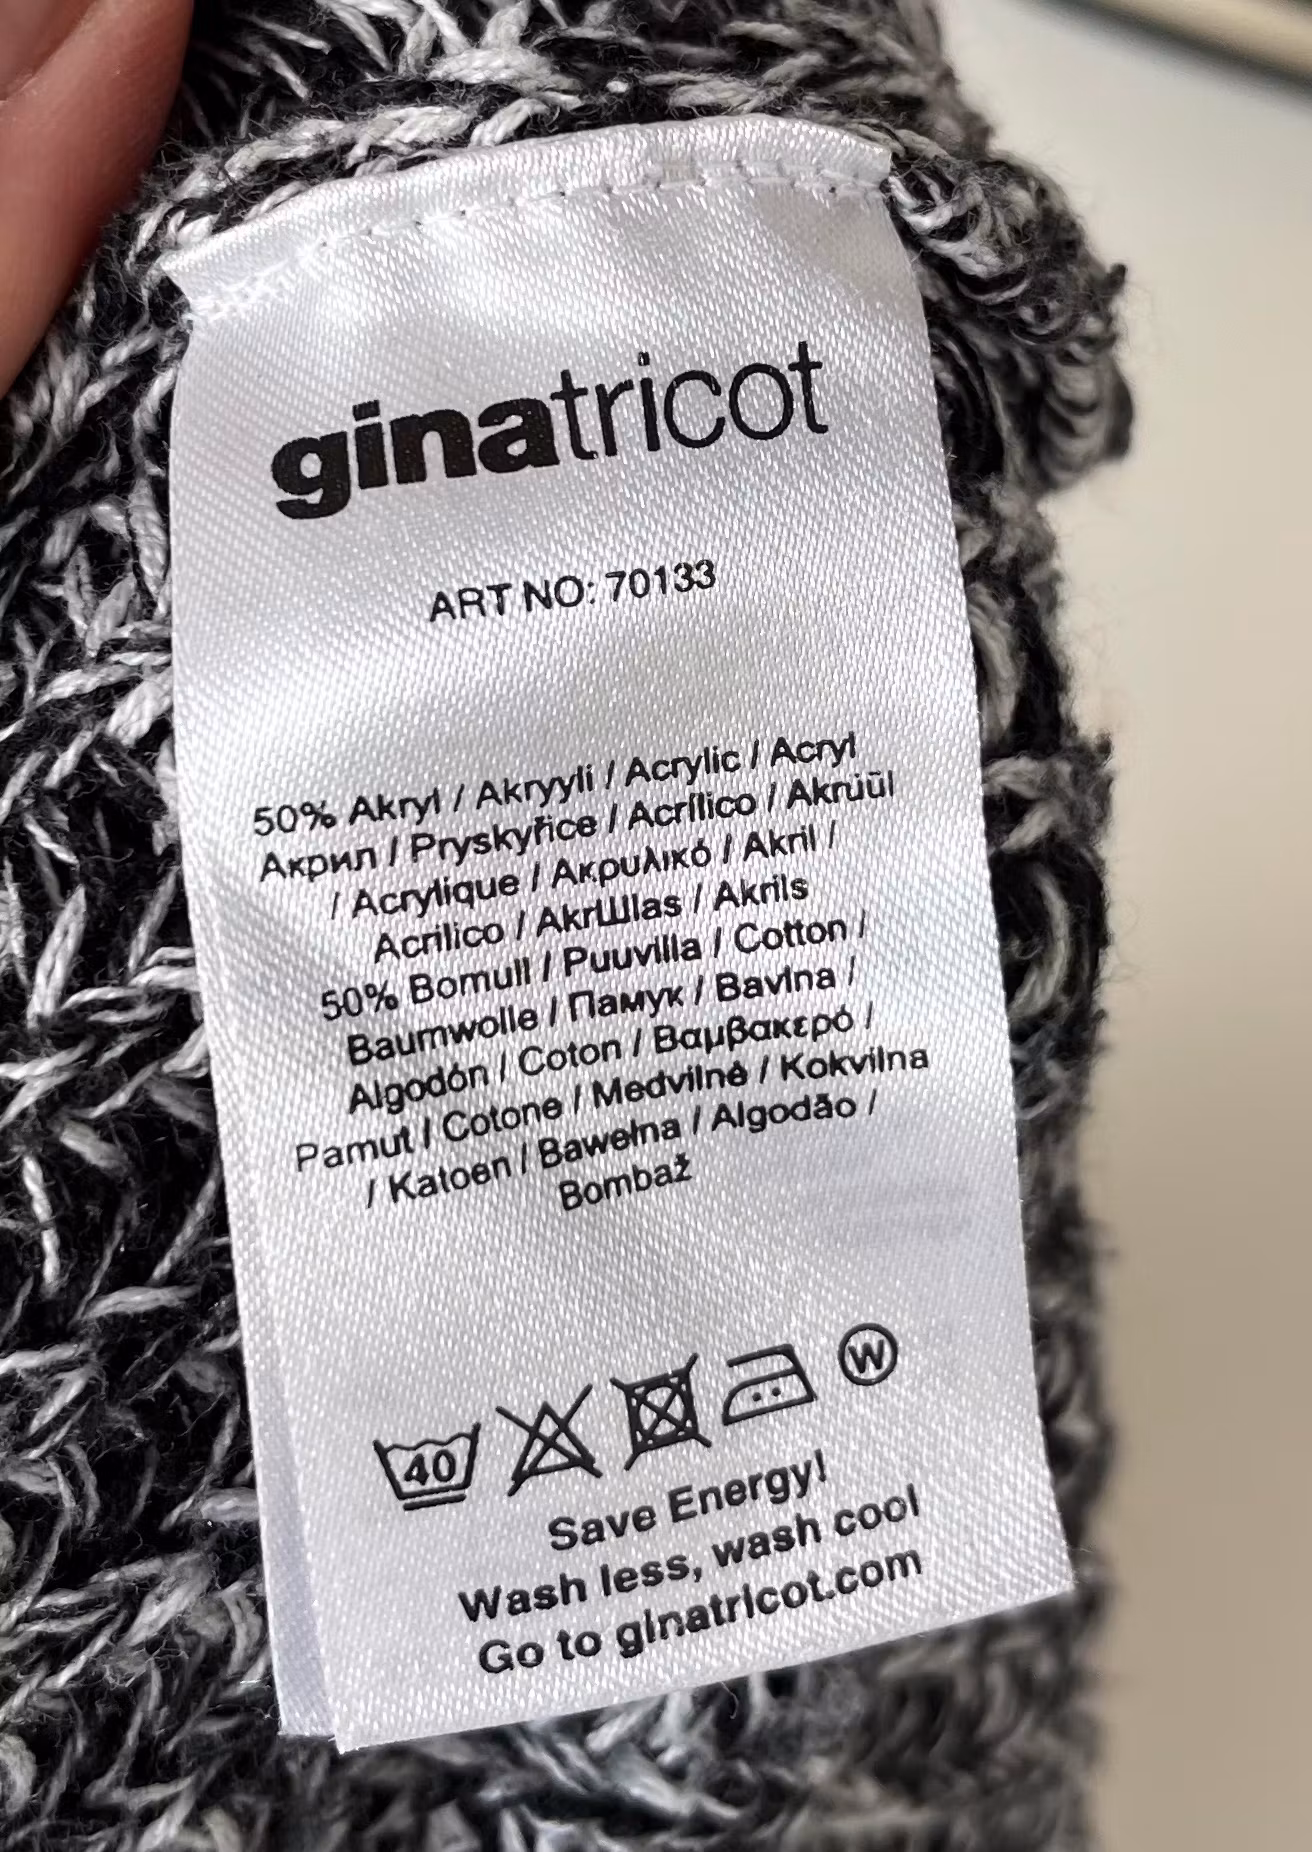 ginatricot
ART NO: 70133
50% Akryl / Akryyli / Acrylic / Acryl
Акрил / Pryskyřice / Acrílico / Akrüül
/ Acrylique / Ακρυλικό / Akril /
Acrilico / AkrШlas / Akrils
50% Bomull / Puuvilla / Cotton /
Baumwolle / Памук / Bavlna /
Algodón / Coton / Βαμβακερό /
Pamut / Cotone / Medvilnė / Kokvilna
/ Katoen / Bawełna / Algodão /
Bombaž
40 W
Save Energy!
Wash less, wash cool
Go to ginatricot.com